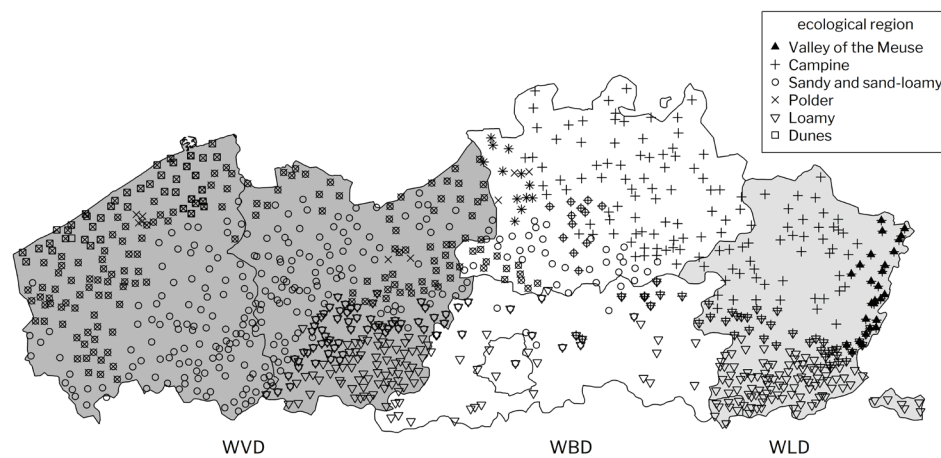 ecological region
Valley of the Meuse
Campine
Sandy and sand-loamy
Polder
Loamy
Dunes
WVD
WBD
WLD